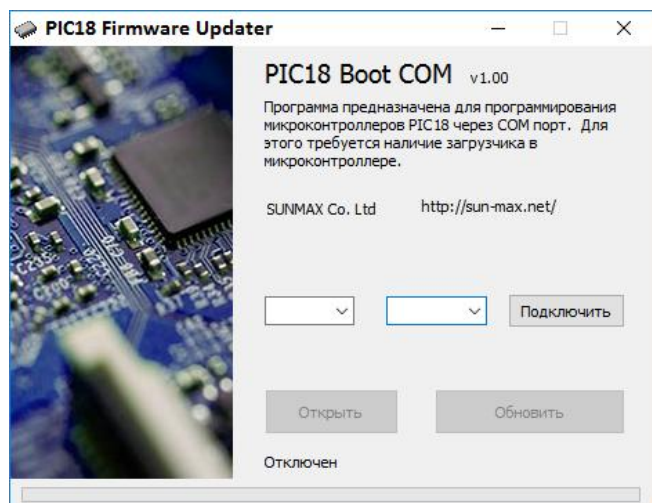 PIC18 Firmware Updater
PIC18 Boot COM v1.00
Программа предназначена для программирования
микроконтроллеров PIC18 через COM порт. Для
этого требуется наличие загрузчика в
микроконтроллере.
SUNMAX Co. Ltd http://sun-max.net/
Подключить
Открыть Обновить
Отключен